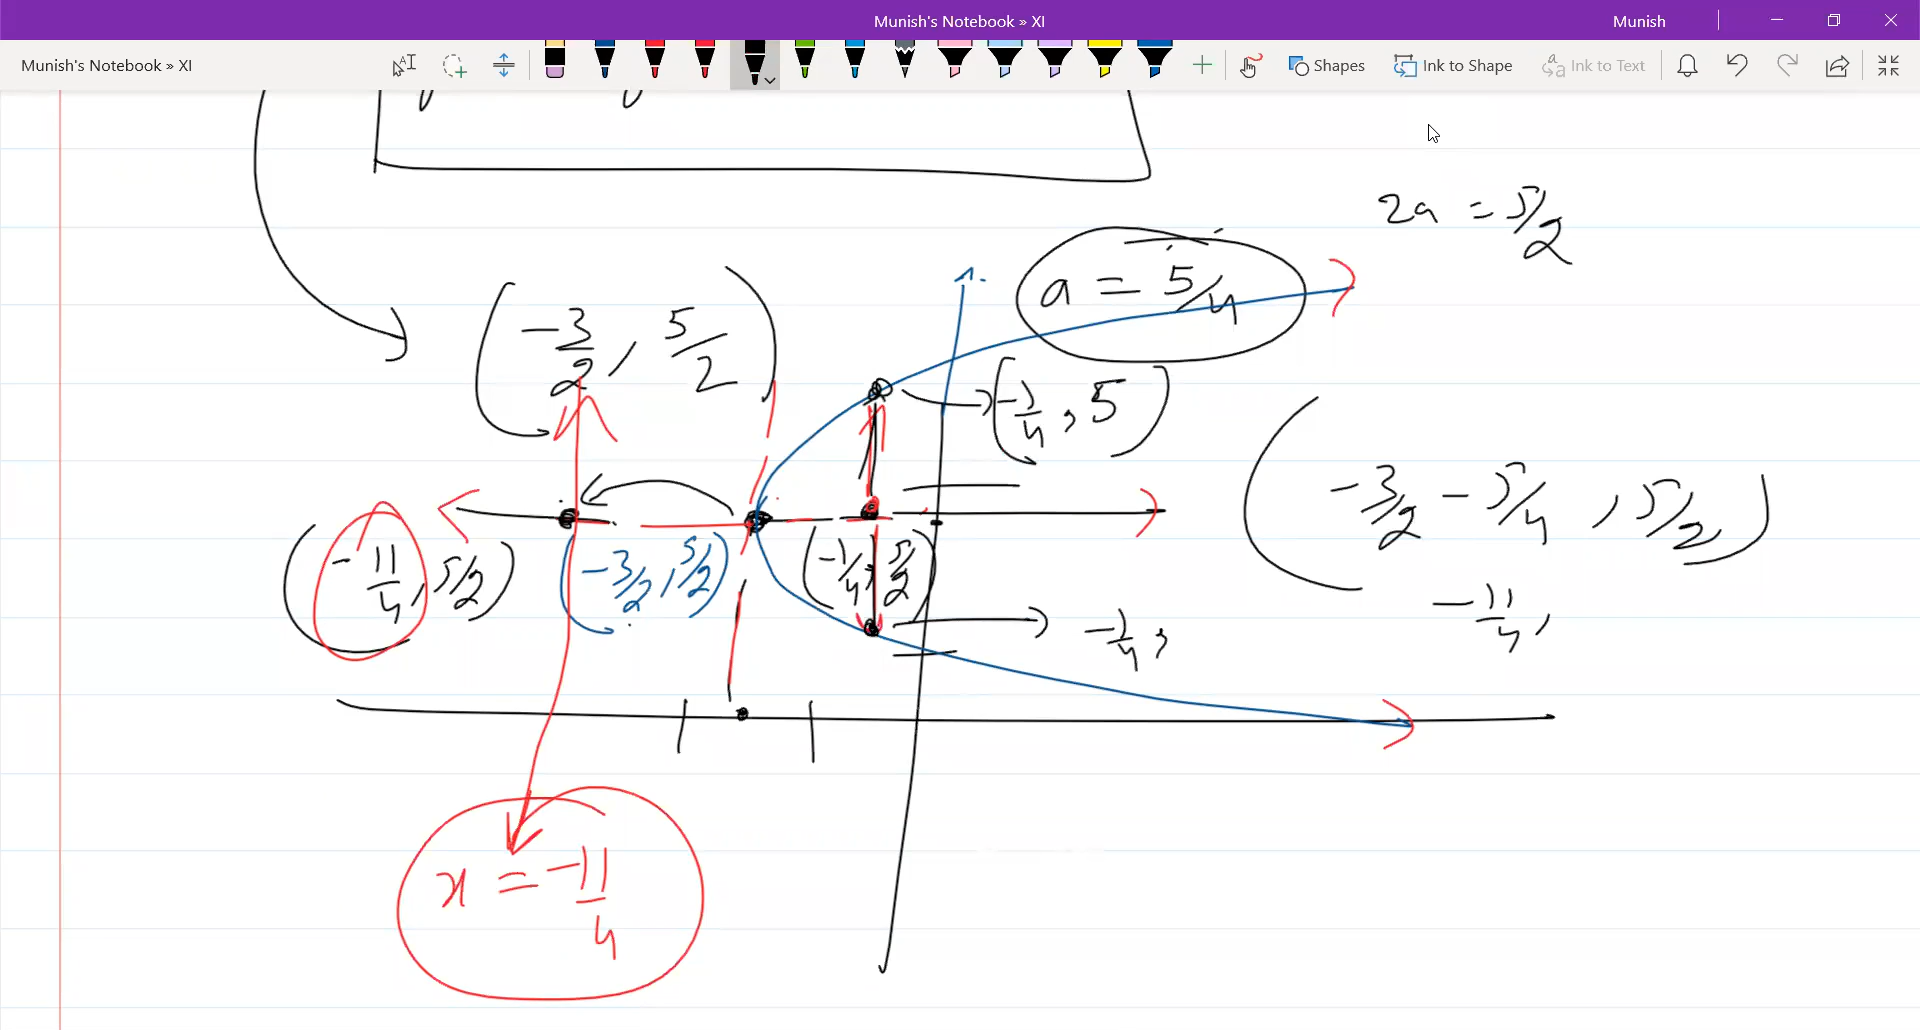 Munish's Notebook » XI
Munish
Munish's Notebook » XI
Shapes
Ink to Shape
Ink to Text
2a = 5/2
a = 5/4
(-3/2, 5/2)
(-1/4, 5)
(-3/2 - 5/4, 5/2)
(-11/4, 5/2)
(-3/2, 5/2)
(-1/4, 5/2)
-11/4,
-1/4,
x = -11/4